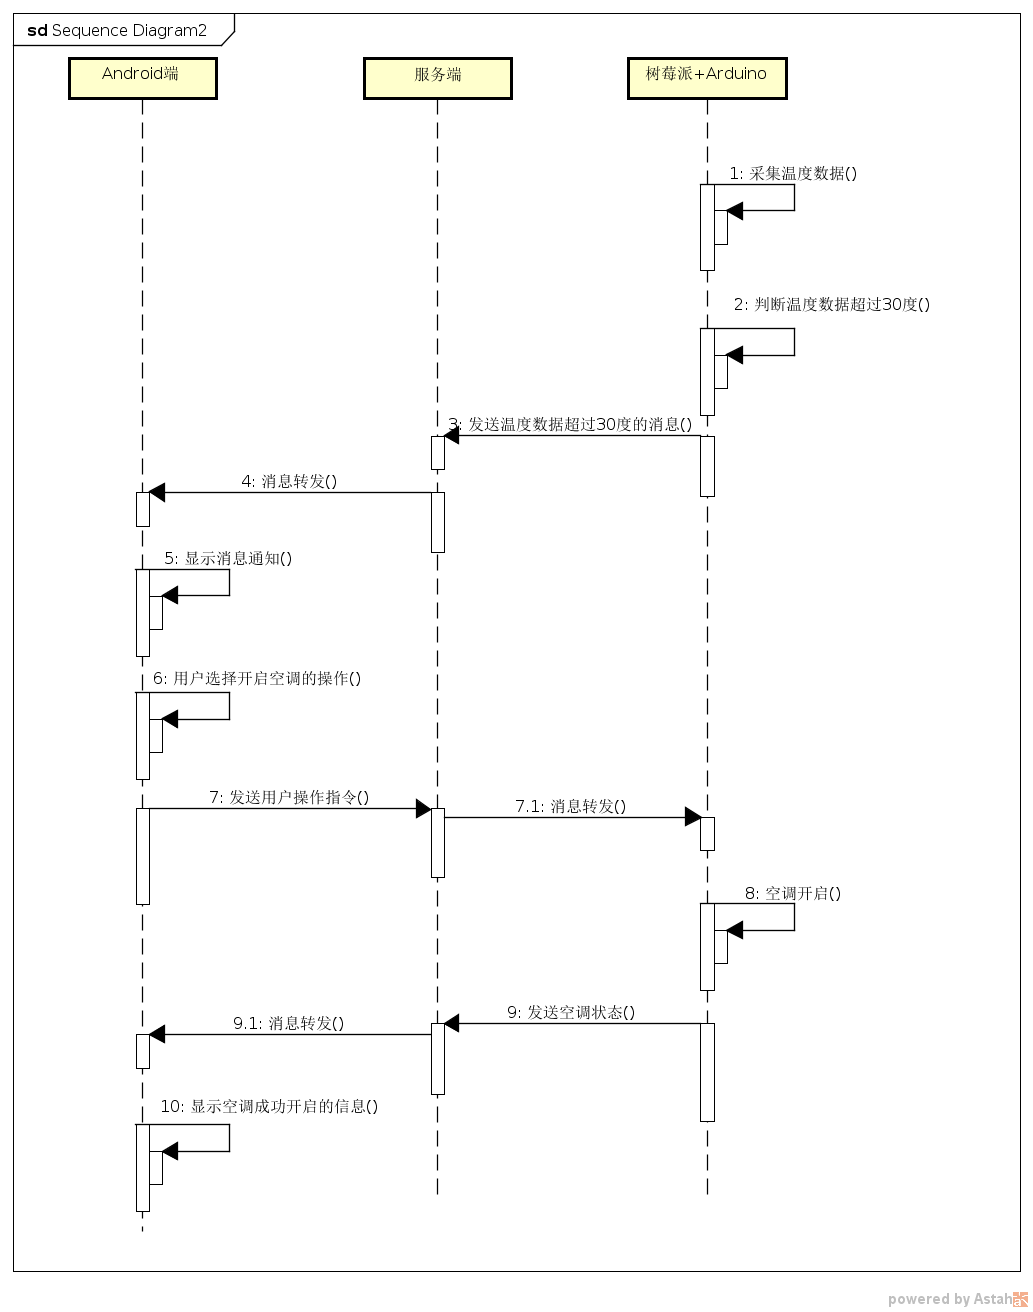 sd Sequence Diagram2
Android端
服务端
树莓派+Arduino
1: 采集温度数据()
2: 判断温度数据超过30度()
3: 发送温度数据超过30度的消息()
4: 消息转发()
5: 显示消息通知()
6: 用户选择开启空调的操作()
7: 发送用户操作指令()
7.1: 消息转发()
8: 空调开启()
9: 发送空调状态()
9.1: 消息转发()
10: 显示空调成功开启的信息()
powered by Astah